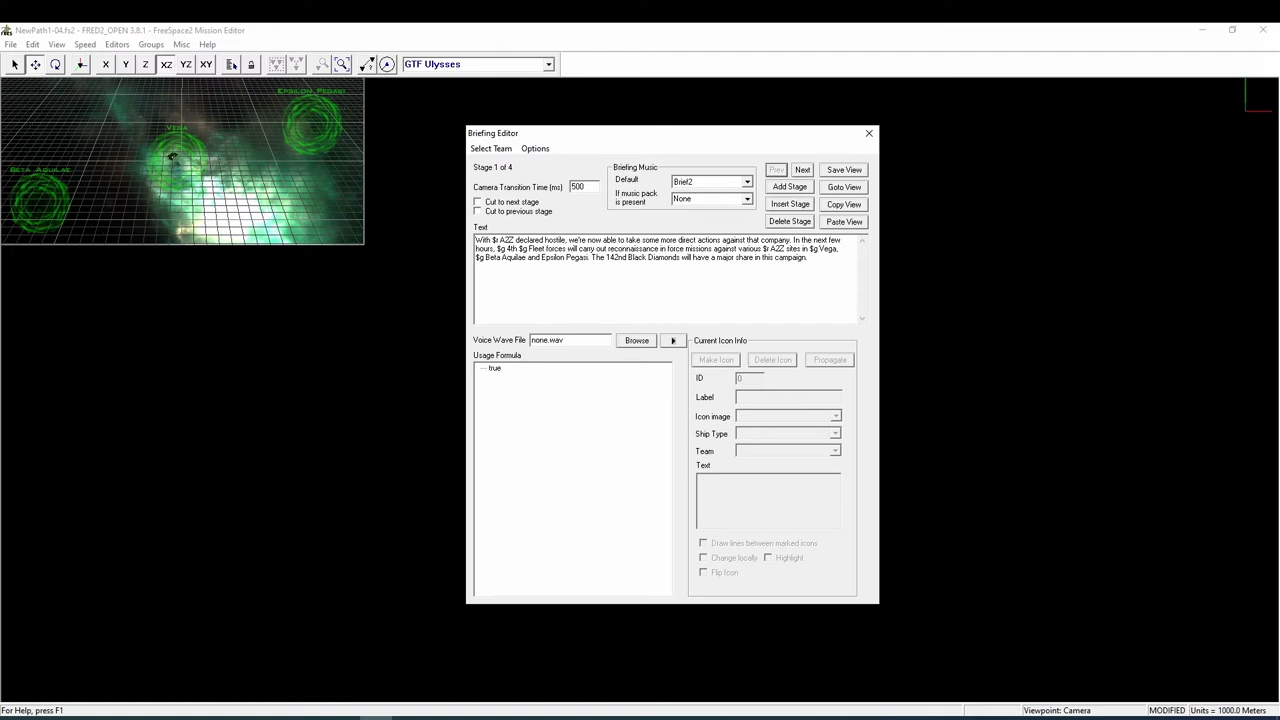 NewPath1-04.fs2 - FRED2_OPEN 3.8.1 - FreeSpace2 Mission Editor
File Edit View Speed Editors Groups Misc Help
X Y Z XZ YZ XY GTF Ulysses
Epsilon Pegasi
Vega
Beta Aquilae
Briefing Editor
Select Team Options
Stage 1 of 4
Briefing Music
Prev Next Save View
Camera Transition Time (ms) 500
Default Brief2
Add Stage Goto View
If music pack is present None
Cut to next stage
Insert Stage Copy View
Cut to previous stage
Delete Stage Paste View
Text
With $r A2Z declared hostile, we're now able to take some more direct actions against that company. In the next few
hours, $g 4th $g Fleet forces will carry out reconnaissance in force missions against various $r A2Z sites in $g Vega,
$g Beta Aquilae and Epsilon Pegasi. The 142nd Black Diamonds will have a major share in this campaign.
Voice Wave File none.wav Browse
Current Icon Info
Usage Formula
true
Make Icon Delete Icon Propagate
ID 0
Label
Icon image
Ship Type
Team
Text
Draw lines between marked icons
Change locally Highlight
Flip Icon
For Help, press F1
Viewpoint: Camera MODIFIED Units = 1000.0 Meters